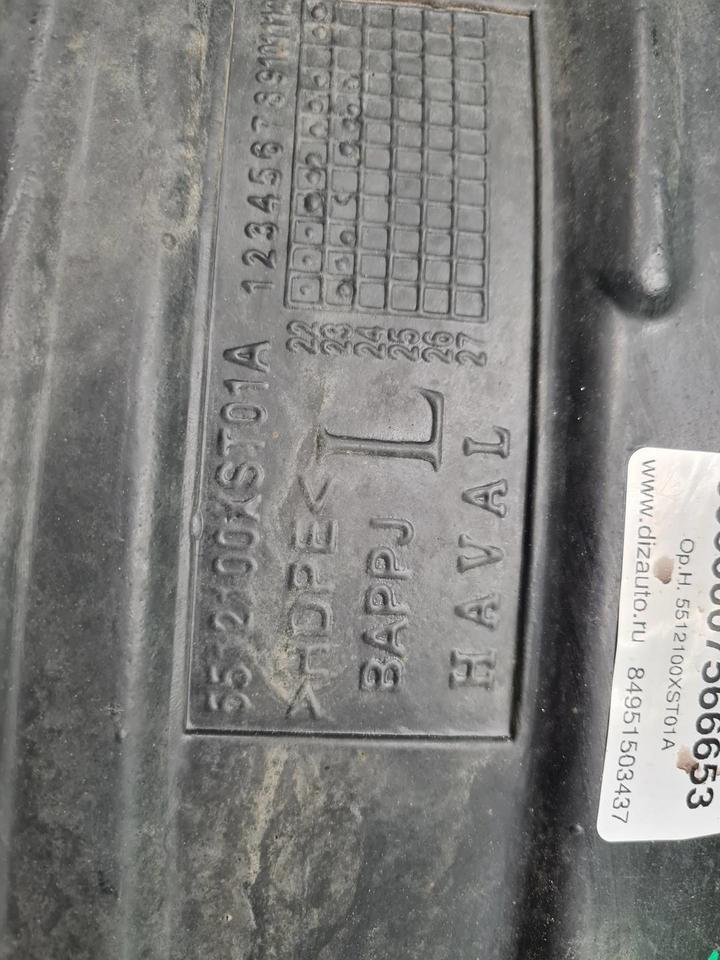 5512100XST01A
1 2 3 4 5 6 7 8 9 10 11 12
22
23
24
25
26
27
>HDPE<
L
BAPPJ
HAVAL
www.dizauto.ru 84951503437
Ор.Н. 5512100XST01A